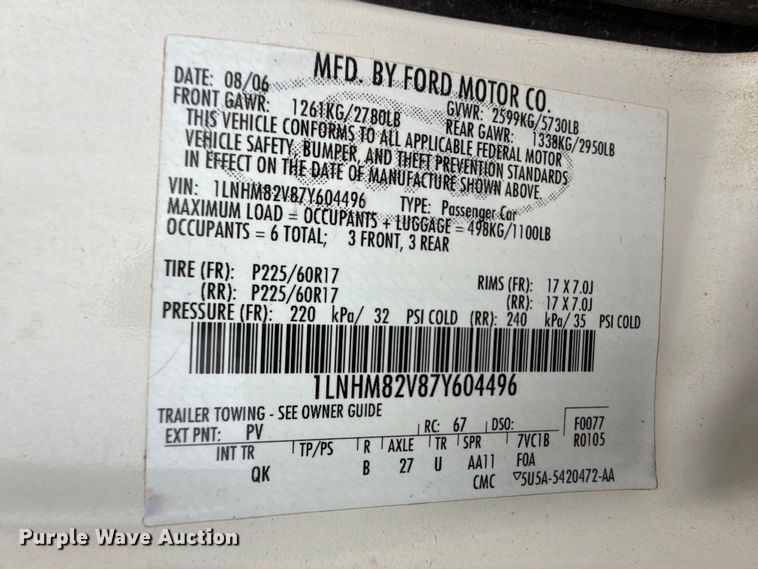 MFD. BY FORD MOTOR CO.
DATE: 08/06 GVWR: 2599KG/5730LB
FRONT GAWR: 1261KG/2780LB REAR GAWR: 1338KG/2950LB
THIS VEHICLE CONFORMS TO ALL APPLICABLE FEDERAL MOTOR
VEHICLE SAFETY, BUMPER, AND THEFT PREVENTION STANDARDS
IN EFFECT ON THE DATE OF MANUFACTURE SHOWN ABOVE.
VIN: 1LNHM82V87Y604496 TYPE: Passenger Car
MAXIMUM LOAD = OCCUPANTS + LUGGAGE = 498KG/1100LB
OCCUPANTS = 6 TOTAL; 3 FRONT, 3 REAR
TIRE (FR): P225/60R17 RIMS (FR): 17 X 7.0J
(RR): P225/60R17 (RR): 17 X 7.0J
PRESSURE (FR): 220 kPa/ 32 PSI COLD (RR): 240 kPa/ 35 PSI COLD
1LNHM82V87Y604496
TRAILER TOWING - SEE OWNER GUIDE
EXT PNT: PV RC: 67 DSO: F0077
R0105
INT TR TP/PS R AXLE TR SPR 7VC1B
QK B 27 U AA11 F0A
CMC ▽5U5A-5420472-AA
Purple Wave Auction